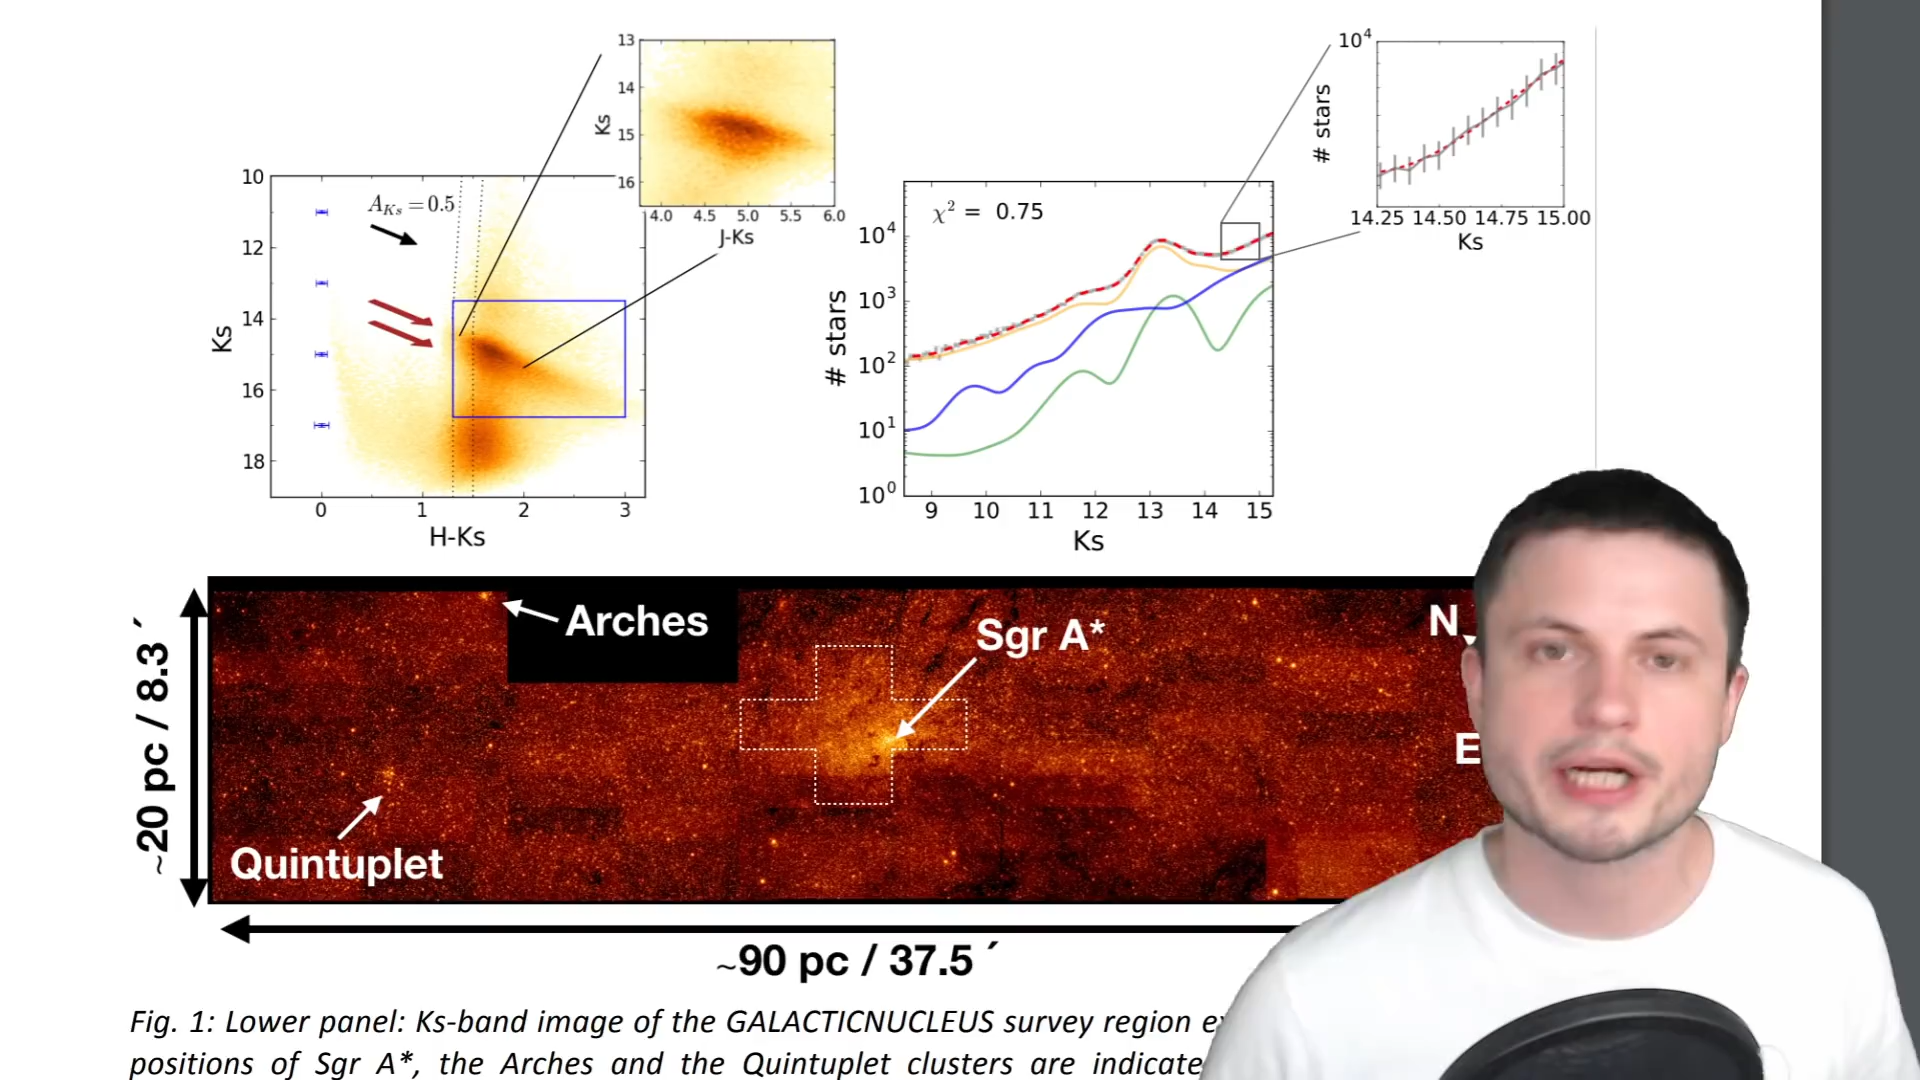 13
14
15
16
Ks
4.0 4.5 5.0 5.5 6.0
J-Ks
10
12
14
16
18
Ks
A_Ks = 0.5
0 1 2 3
H-Ks
χ² = 0.75
10⁴
10³
10²
10¹
10⁰
# stars
9 10 11 12 13 14 15
Ks
10⁴
# stars
14.25 14.50 14.75 15.00
Ks
Arches
Sgr A*
N
E
Quintuplet
~20 pc / 8.3 ´
~90 pc / 37.5 ´
Fig. 1: Lower panel: Ks-band image of the GALACTICNUCLEUS survey region
positions of Sgr A*, the Arches and the Quintuplet clusters are indicate